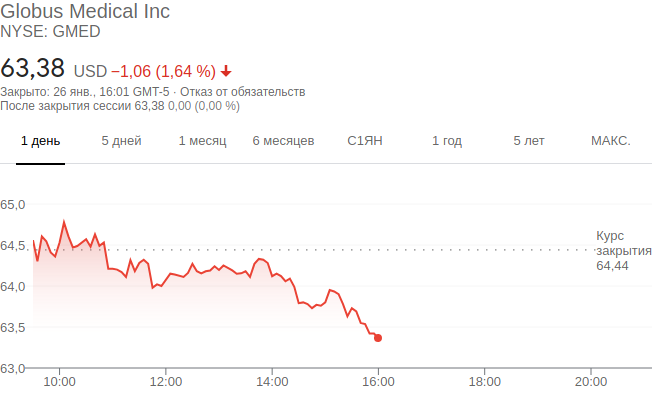 Globus Medical Inc
NYSE: GMED
63,38 USD −1,06 (1,64 %)
Закрыто: 26 янв., 16:01 GMT-5 · Отказ от обязательств
После закрытия сессии 63,38 0,00 (0,00 %)
1 день 5 дней 1 месяц 6 месяцев С1ЯН 1 год 5 лет МАКС.
65,0
64,5
64,0
63,5
63,0
Курс
закрытия
64,44
10:00 12:00 14:00 16:00 18:00 20:00